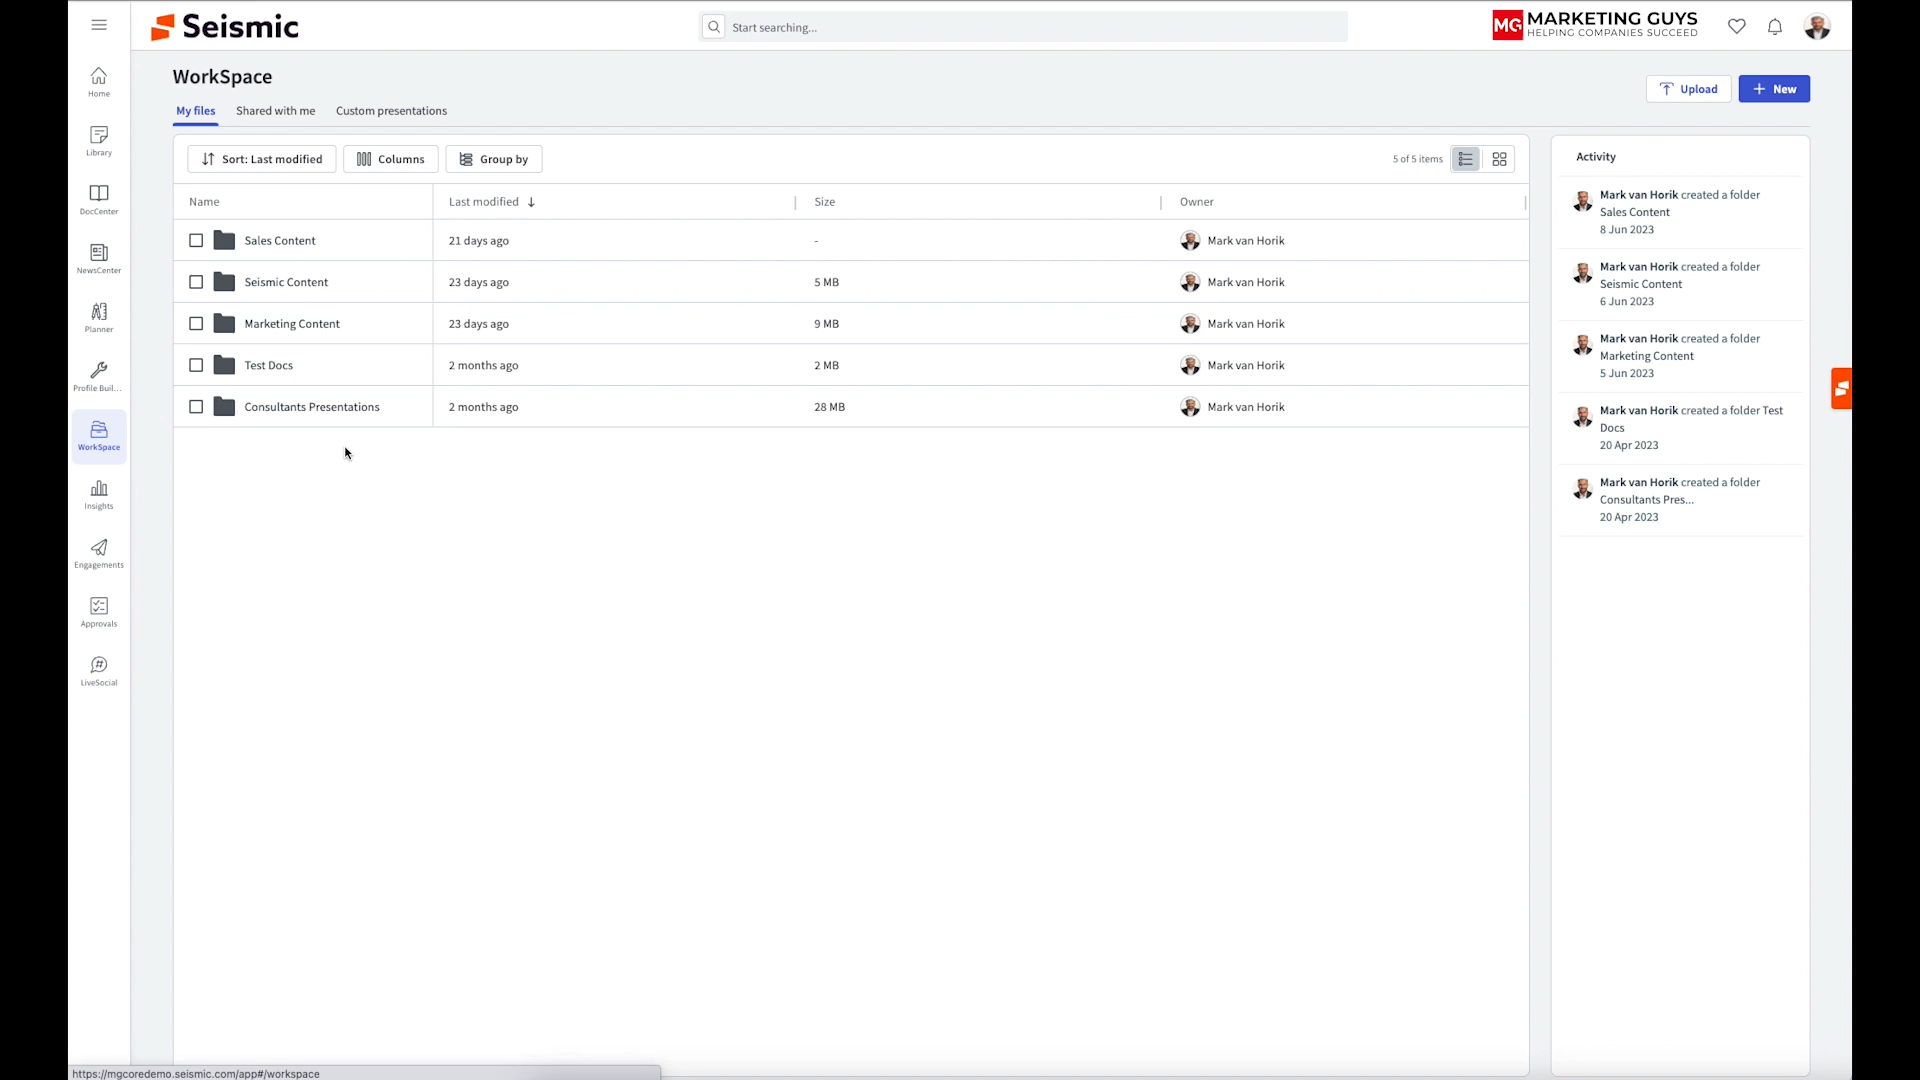 Seismic
Start searching...
MG MARKETING GUYS
HELPING COMPANIES SUCCEED
Home
Library
DocCenter
NewsCenter
Planner
Profile Buil...
WorkSpace
Insights
Engagements
Approvals
LiveSocial
WorkSpace
Upload
New
My files
Shared with me
Custom presentations
Sort: Last modified
Columns
Group by
5 of 5 items
Name Last modified Size Owner
Sales Content 21 days ago - Mark van Horik
Seismic Content 23 days ago 5 MB Mark van Horik
Marketing Content 23 days ago 9 MB Mark van Horik
Test Docs 2 months ago 2 MB Mark van Horik
Consultants Presentations 2 months ago 28 MB Mark van Horik
Activity
Mark van Horik created a folder
Sales Content
8 Jun 2023
Mark van Horik created a folder
Seismic Content
6 Jun 2023
Mark van Horik created a folder
Marketing Content
5 Jun 2023
Mark van Horik created a folder Test
Docs
20 Apr 2023
Mark van Horik created a folder
Consultants Pres...
20 Apr 2023
https://mgcoredemo.seismic.com/app#/workspace